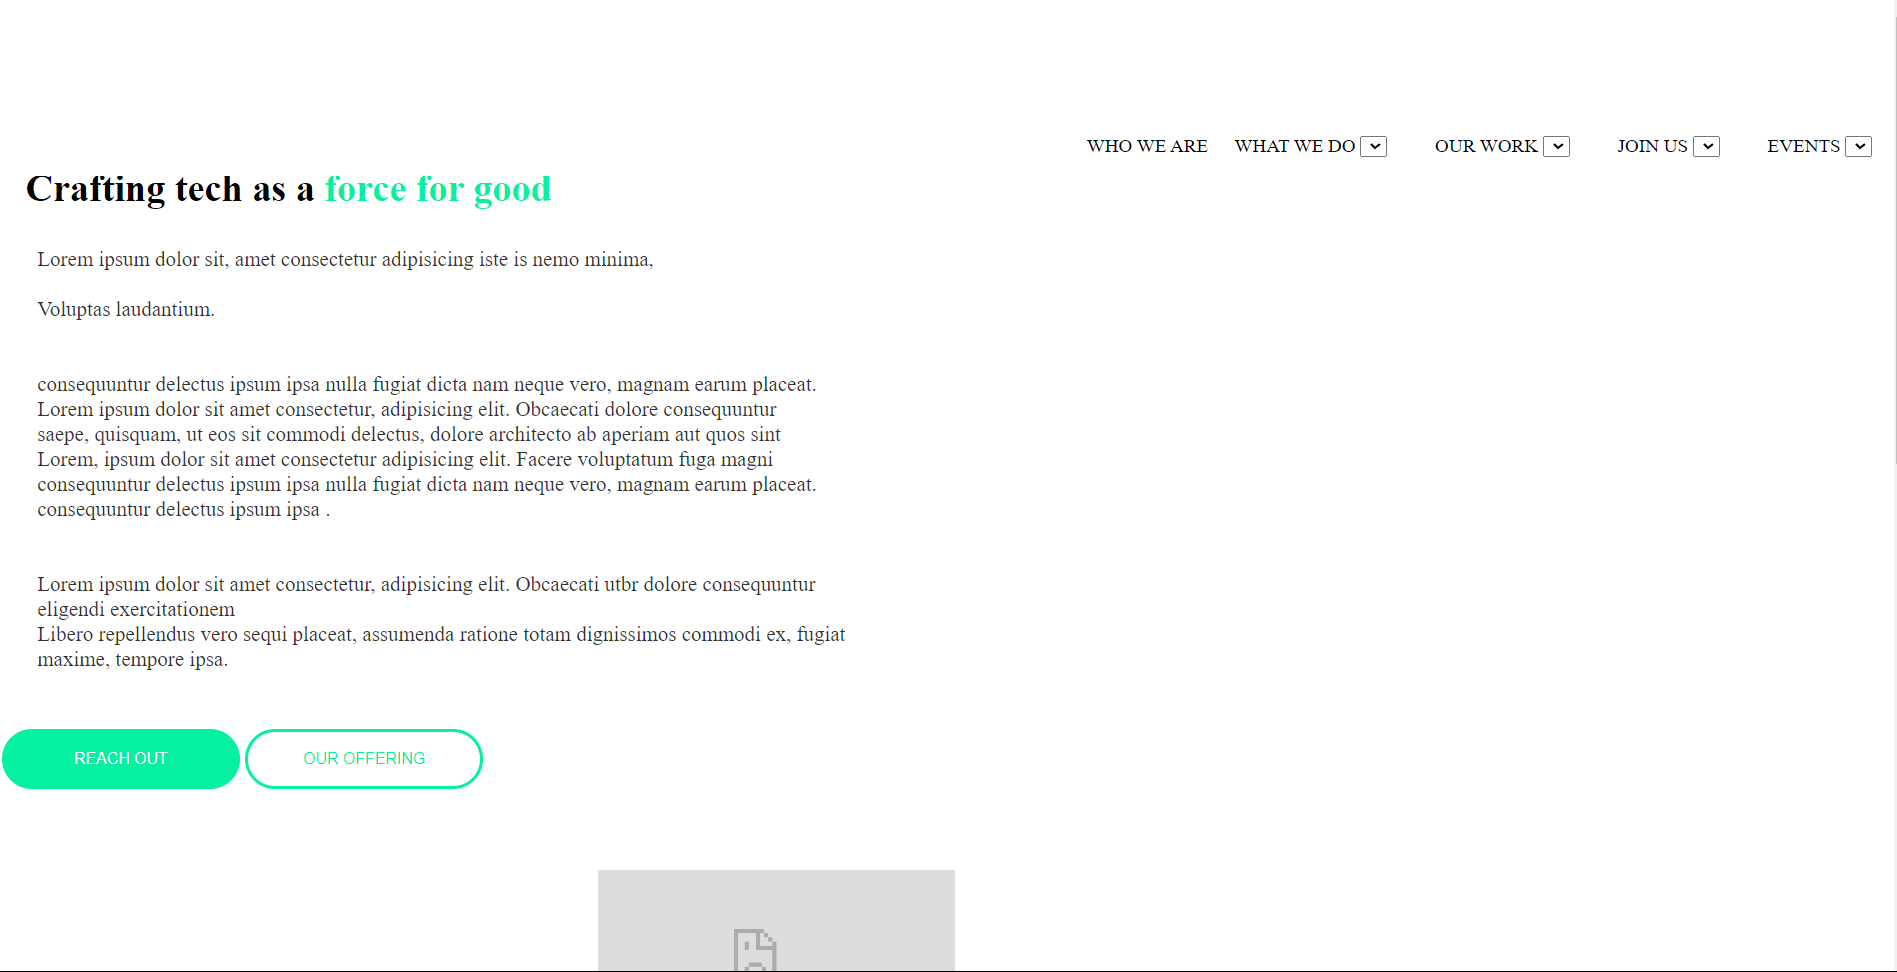 WHO WE ARE WHAT WE DO OUR WORK JOIN US EVENTS
Crafting tech as a force for good
Lorem ipsum dolor sit, amet consectetur adipisicing iste is nemo minima,
Voluptas laudantium.
consequuntur delectus ipsum ipsa nulla fugiat dicta nam neque vero, magnam earum placeat.
Lorem ipsum dolor sit amet consectetur, adipisicing elit. Obcaecati dolore consequuntur
saepe, quisquam, ut eos sit commodi delectus, dolore architecto ab aperiam aut quos sint
Lorem, ipsum dolor sit amet consectetur adipisicing elit. Facere voluptatum fuga magni
consequuntur delectus ipsum ipsa nulla fugiat dicta nam neque vero, magnam earum placeat.
consequuntur delectus ipsum ipsa .
Lorem ipsum dolor sit amet consectetur, adipisicing elit. Obcaecati utbr dolore consequuntur
eligendi exercitationem
Libero repellendus vero sequi placeat, assumenda ratione totam dignissimos commodi ex, fugiat
maxime, tempore ipsa.
REACH OUT OUR OFFERING